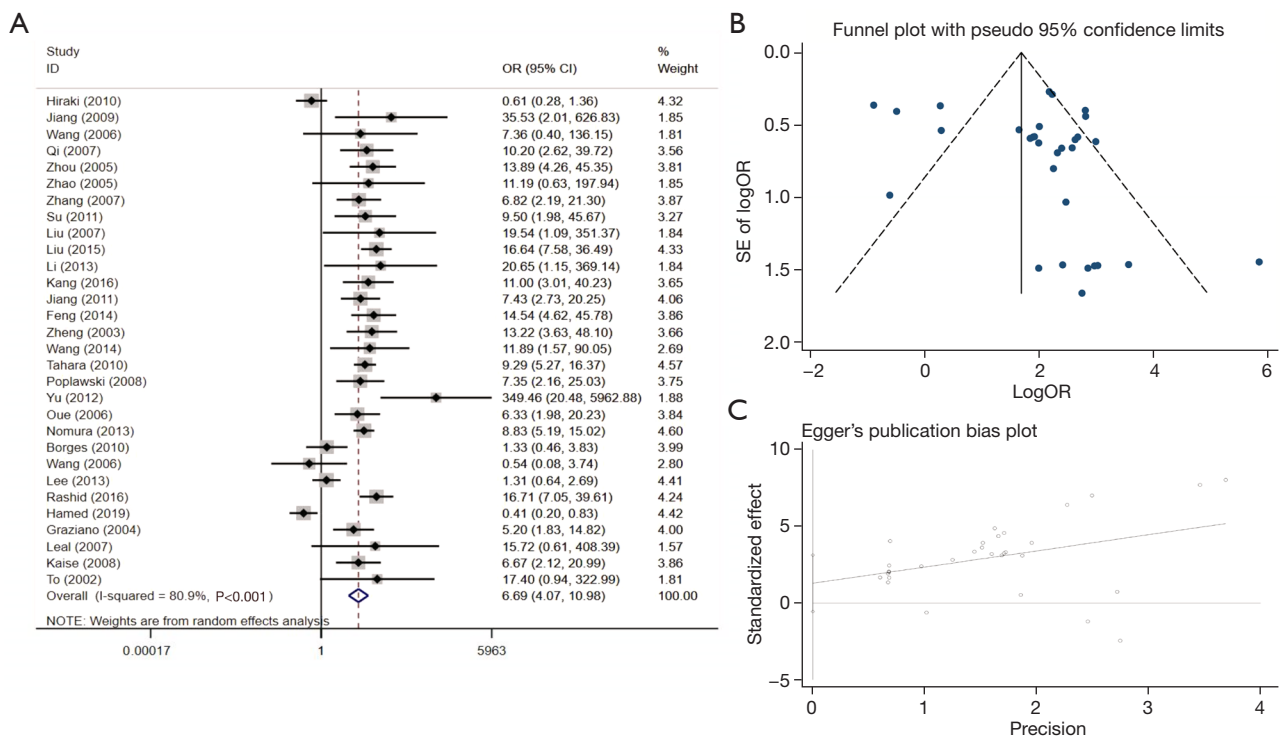 A
Study %
ID OR (95% CI) Weight
Hiraki (2010) 0.61 (0.28, 1.36) 4.32
Jiang (2009) 35.53 (2.01, 626.83) 1.85
Wang (2006) 7.36 (0.40, 136.15) 1.81
Qi (2007) 10.20 (2.62, 39.72) 3.56
Zhou (2005) 13.89 (4.26, 45.35) 3.81
Zhao (2005) 11.19 (0.63, 197.94) 1.85
Zhang (2007) 6.82 (2.19, 21.30) 3.87
Su (2011) 9.50 (1.98, 45.67) 3.27
Liu (2007) 19.54 (1.09, 351.37) 1.84
Liu (2015) 16.64 (7.58, 36.49) 4.33
Li (2013) 20.65 (1.15, 369.14) 1.84
Kang (2016) 11.00 (3.01, 40.23) 3.65
Jiang (2011) 7.43 (2.73, 20.25) 4.06
Feng (2014) 14.54 (4.62, 45.78) 3.86
Zheng (2003) 13.22 (3.63, 48.10) 3.66
Wang (2014) 11.89 (1.57, 90.05) 2.69
Tahara (2010) 9.29 (5.27, 16.37) 4.57
Poplawski (2008) 7.35 (2.16, 25.03) 3.75
Yu (2012) 349.46 (20.48, 5962.88) 1.88
Oue (2006) 6.33 (1.98, 20.23) 3.84
Nomura (2013) 8.83 (5.19, 15.02) 4.60
Borges (2010) 1.33 (0.46, 3.83) 3.99
Wang (2006) 0.54 (0.08, 3.74) 2.80
Lee (2013) 1.31 (0.64, 2.69) 4.41
Rashid (2016) 16.71 (7.05, 39.61) 4.24
Hamed (2019) 0.41 (0.20, 0.83) 4.42
Graziano (2004) 5.20 (1.83, 14.82) 4.00
Leal (2007) 15.72 (0.61, 408.39) 1.57
Kaise (2008) 6.67 (2.12, 20.99) 3.86
To (2002) 17.40 (0.94, 322.99) 1.81
Overall (I-squared = 80.9%, P<0.001) 6.69 (4.07, 10.98) 100.00
NOTE: Weights are from random effects analysis
0.00017 1 5963
B
Funnel plot with pseudo 95% confidence limits
SE of logOR
0.0
0.5
1.0
1.5
2.0
−2 0 2 4 6
LogOR
C
Egger's publication bias plot
Standardized effect
10
5
0
−5
0 1 2 3 4
Precision